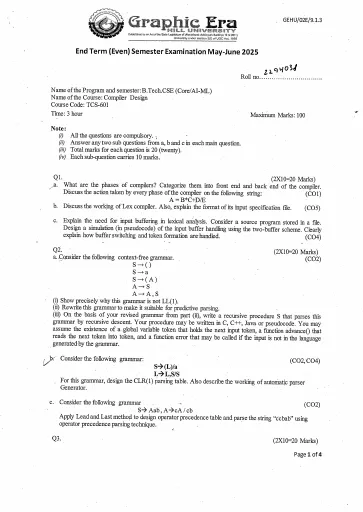 GEHU/02E/9.1.3
Graphic Era
HILL UNIVERSITY
End Term (Even) Semester Examination May-June 2025
Roll no. 2294031
Name of the Program and semester: B.Tech,CSE (Core/AI-ML)
Name of the Course: Compiler Design
Course Code: TCS-601
Time: 3 hour Maximum Marks: 100
Note:
(i) All the questions are compulsory.
(ii) Answer any two sub questions from a, b and c in each main question.
(iii) Total marks for each question is 20 (twenty).
(iv) Each sub-question carries 10 marks.
Q1. (2X10=20 Marks)
a. What are the phases of compilers? Categorize them into front end and back end of the compiler.
Discuss the action taken by every phase of the compiler on the following string: (CO1)
A = B*C+D/E
b. Discuss the working of Lex compiler. Also, explain the format of its input specification file. (CO5)
c. Explain the need for input buffering in lexical analysis. Consider a source program stored in a file.
Design a simulation (in pseudocode) of the input buffer handling using the two-buffer scheme. Clearly
explain how buffer switching and token formation are handled. (CO4)
Q2. (2X10=20 Marks)
a. Consider the following context-free grammar. (CO2)
S → ( )
S → a
S → ( A )
A → S
A → A , S
(i) Show precisely why this grammar is not LL(1).
(ii) Rewrite this grammar to make it suitable for predictive parsing.
(iii) On the basis of your revised grammar from part (ii), write a recursive procedure S that parses this
grammar by recursive descent. Your procedure may be written in C, C++, Java or pseudocode. You may
assume the existence of a global variable token that holds the next input token, a function advance() that
reads the next token into token, and a function error that may be called if the input is not in the language
generated by the grammar.
b. Consider the following grammar: (CO2, CO4)
S→(L)/a
L→L,S/S
For this grammar, design the CLR(1) parsing table. Also describe the working of automatic parser
Generator.
c. Consider the following grammar (CO2)
S→ Aab , A→cA / cb
Apply Lead and Last method to design operator precedence table and parse the string "ccbab" using
operator precedence parsing technique.
Q3. (2X10=20 Marks)
Page 1 of 4